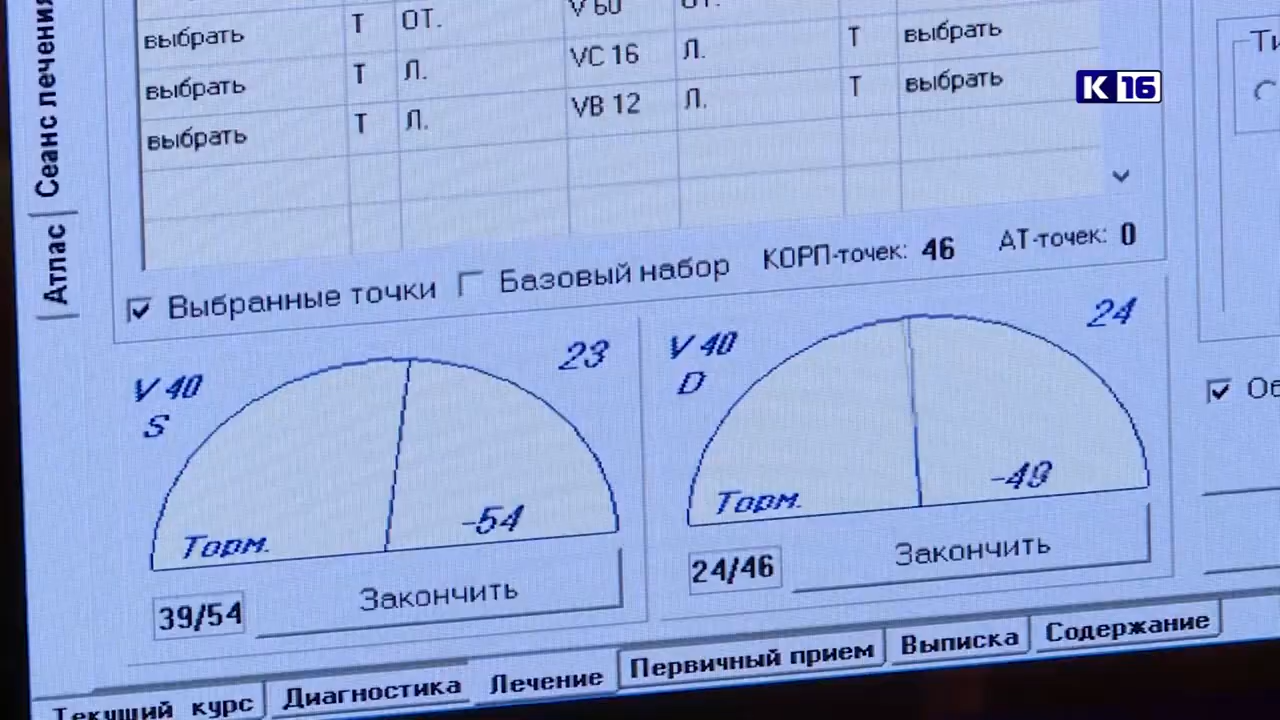 V 60
выбрать Т ОТ. VC 16 Л. Т выбрать
выбрать Т Л. VB 12 Л. Т выбрать
выбрать Т Л.
Сеанс лечения
Атлас
Выбранные точки Базовый набор КОРП-точек: 46 АТ-точек: 0
V 40 23
S
Торм. -54
39/54 Закончить
V 40 24
D
Торм. -49
24/46 Закончить
Текущий курс Диагностика Лечение Первичный прием Выписка Содержание
К 16